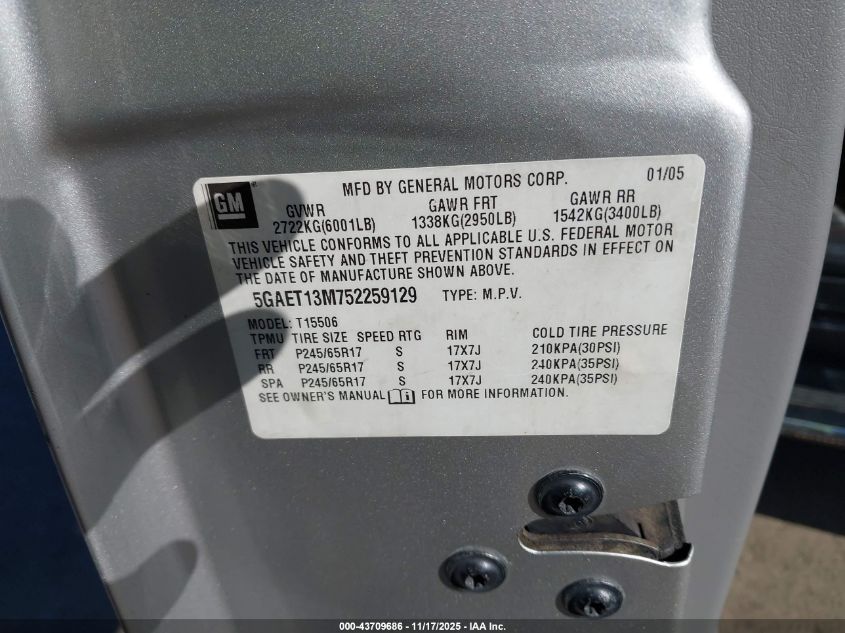 GM
MFD BY GENERAL MOTORS CORP. 01/05
GVWR GAWR FRT GAWR RR
2722KG(6001LB) 1338KG(2950LB) 1542KG(3400LB)
THIS VEHICLE CONFORMS TO ALL APPLICABLE U.S. FEDERAL MOTOR
VEHICLE SAFETY AND THEFT PREVENTION STANDARDS IN EFFECT ON
THE DATE OF MANUFACTURE SHOWN ABOVE.
5GAET13M752259129 TYPE: M.P.V.
MODEL: T15506
TPMU TIRE SIZE SPEED RTG RIM COLD TIRE PRESSURE
FRT P245/65R17 S 17X7J 210KPA(30PSI)
RR P245/65R17 S 17X7J 240KPA(35PSI)
SPA P245/65R17 S 17X7J 240KPA(35PSI)
SEE OWNER'S MANUAL FOR MORE INFORMATION.
000-43709686 - 11/17/2025 - IAA Inc.